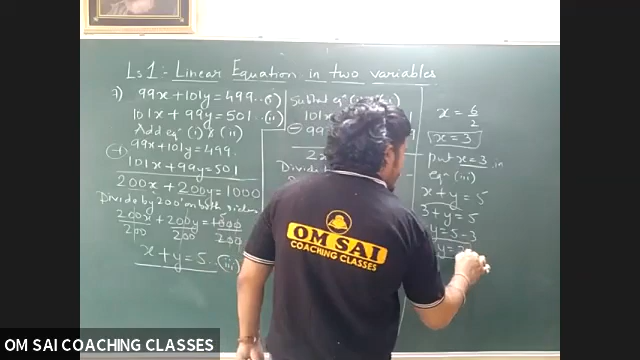 Ls 1: Linear Equation in two variables
7) 99x + 101y = 499 ... (i)
101x + 99y = 501 ... (ii)
Add eqn (i) & (ii)
99x + 101y = 499
101x + 99y = 501
200x + 200y = 1000
Divide by 200 on both sides
200x/200 + 200y/200 = 1000/200
x + y = 5 ... (iii)
Subtract eqn
101x
99
Divide
x = 6/2
x = 3
put x = 3 in
eqn (iii)
x + y = 5
3 + y = 5
y = 5 - 3
y = 2
OM SAI
COACHING CLASSES
OM SAI COACHING CLASSES